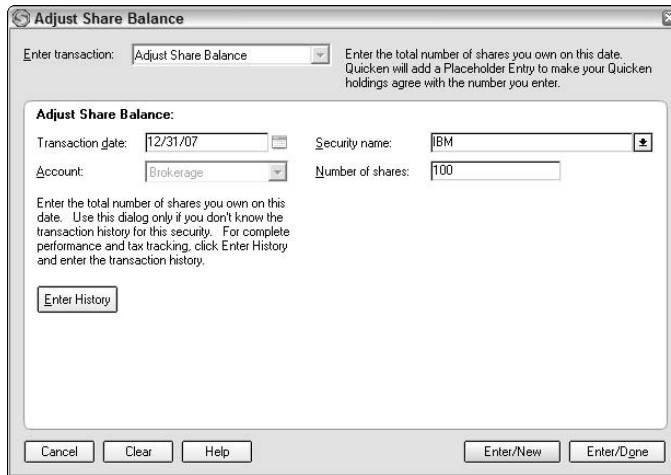 Adjust Share Balance
Enter transaction: Adjust Share Balance
Enter the total number of shares you own on this date.
Quicken will add a Placeholder Entry to make your Quicken
holdings agree with the number you enter.
Adjust Share Balance:
Transaction date: 12/31/07
Security name: IBM
Account: Brokerage
Number of shares: 100
Enter the total number of shares you own on this
date. Use this dialog only if you don't know the
transaction history for this security. For complete
performance and tax tracking, click Enter History
and enter the transaction history.
Enter History
Cancel Clear Help Enter/New Enter/Done